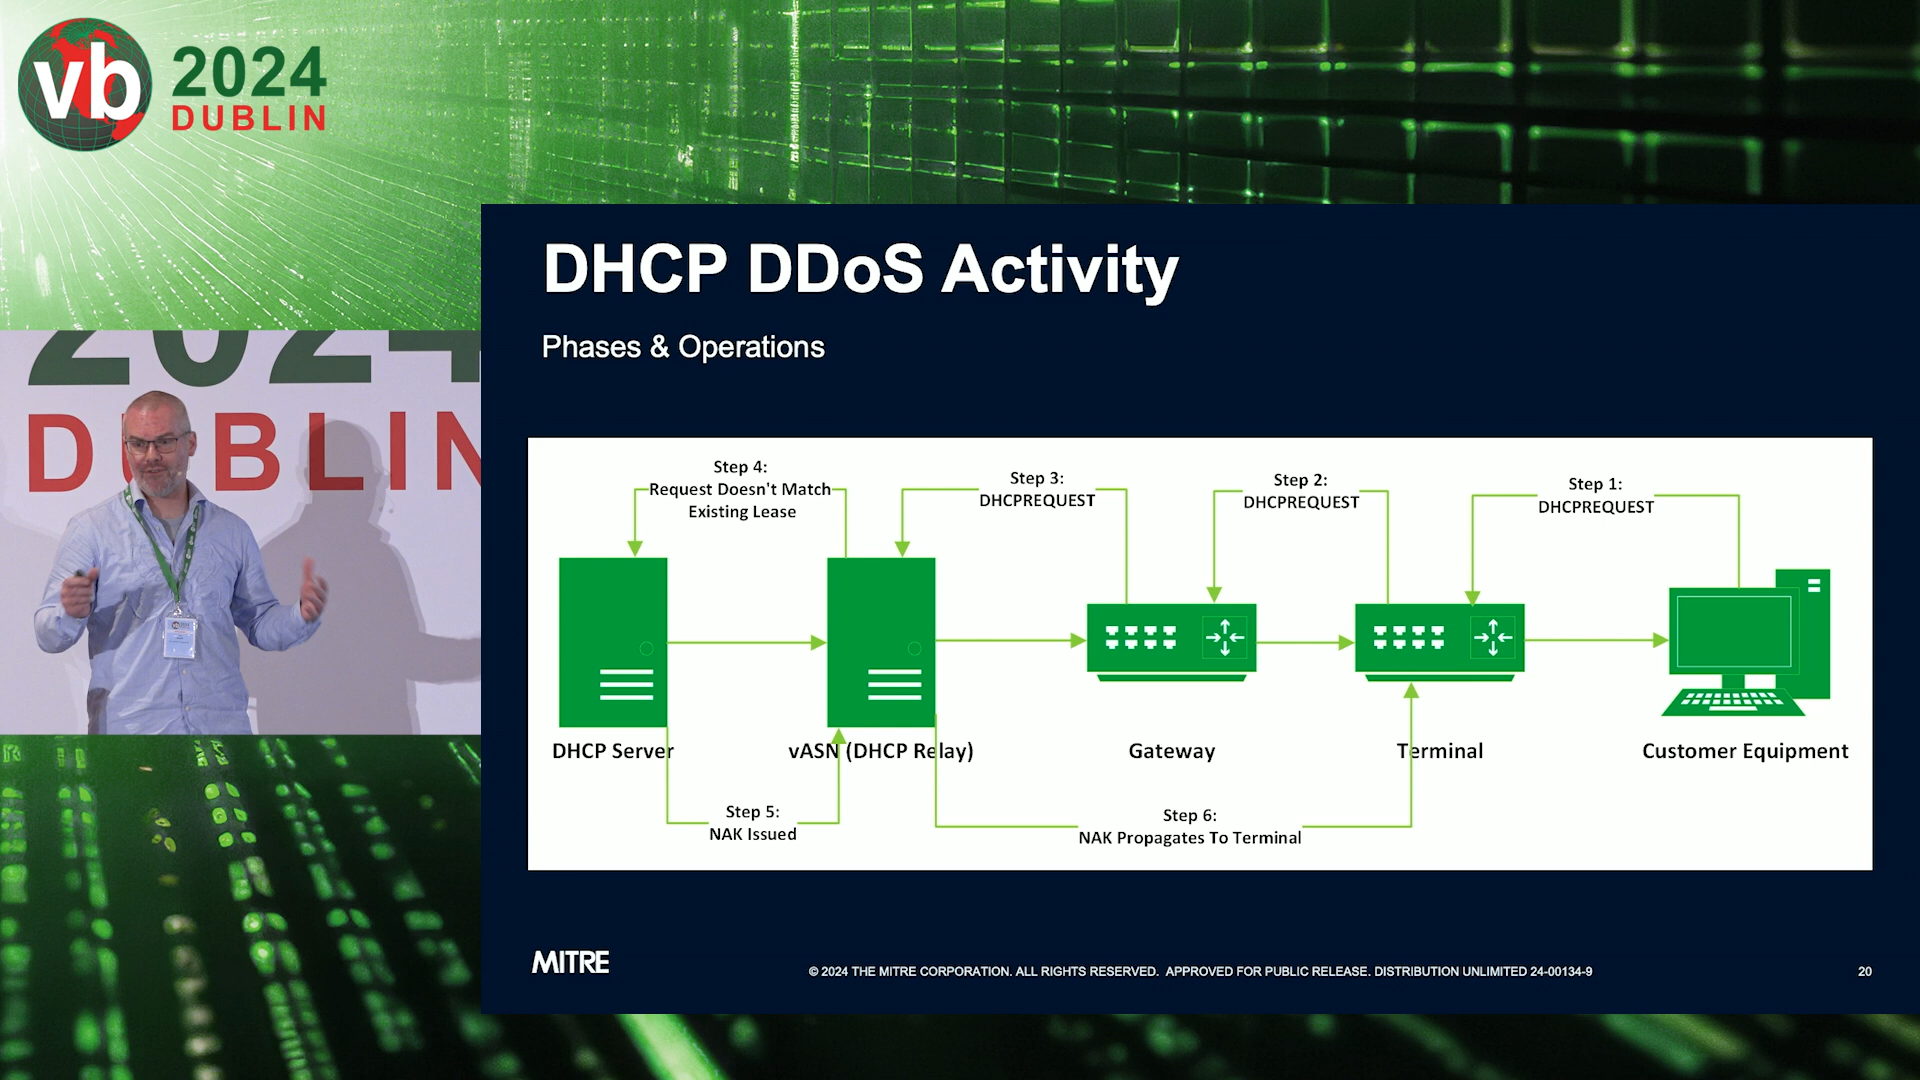 vb 2024
DUBLIN
2024
DUBLIN
DHCP DDoS Activity
Phases & Operations
Step 4:
Request Doesn't Match
Existing Lease
Step 3:
DHCPREQUEST
Step 2:
DHCPREQUEST
Step 1:
DHCPREQUEST
DHCP Server
vASN (DHCP Relay)
Gateway
Terminal
Customer Equipment
Step 5:
NAK Issued
Step 6:
NAK Propagates To Terminal
MITRE
© 2024 THE MITRE CORPORATION. ALL RIGHTS RESERVED. APPROVED FOR PUBLIC RELEASE. DISTRIBUTION UNLIMITED 24-00134-9
20